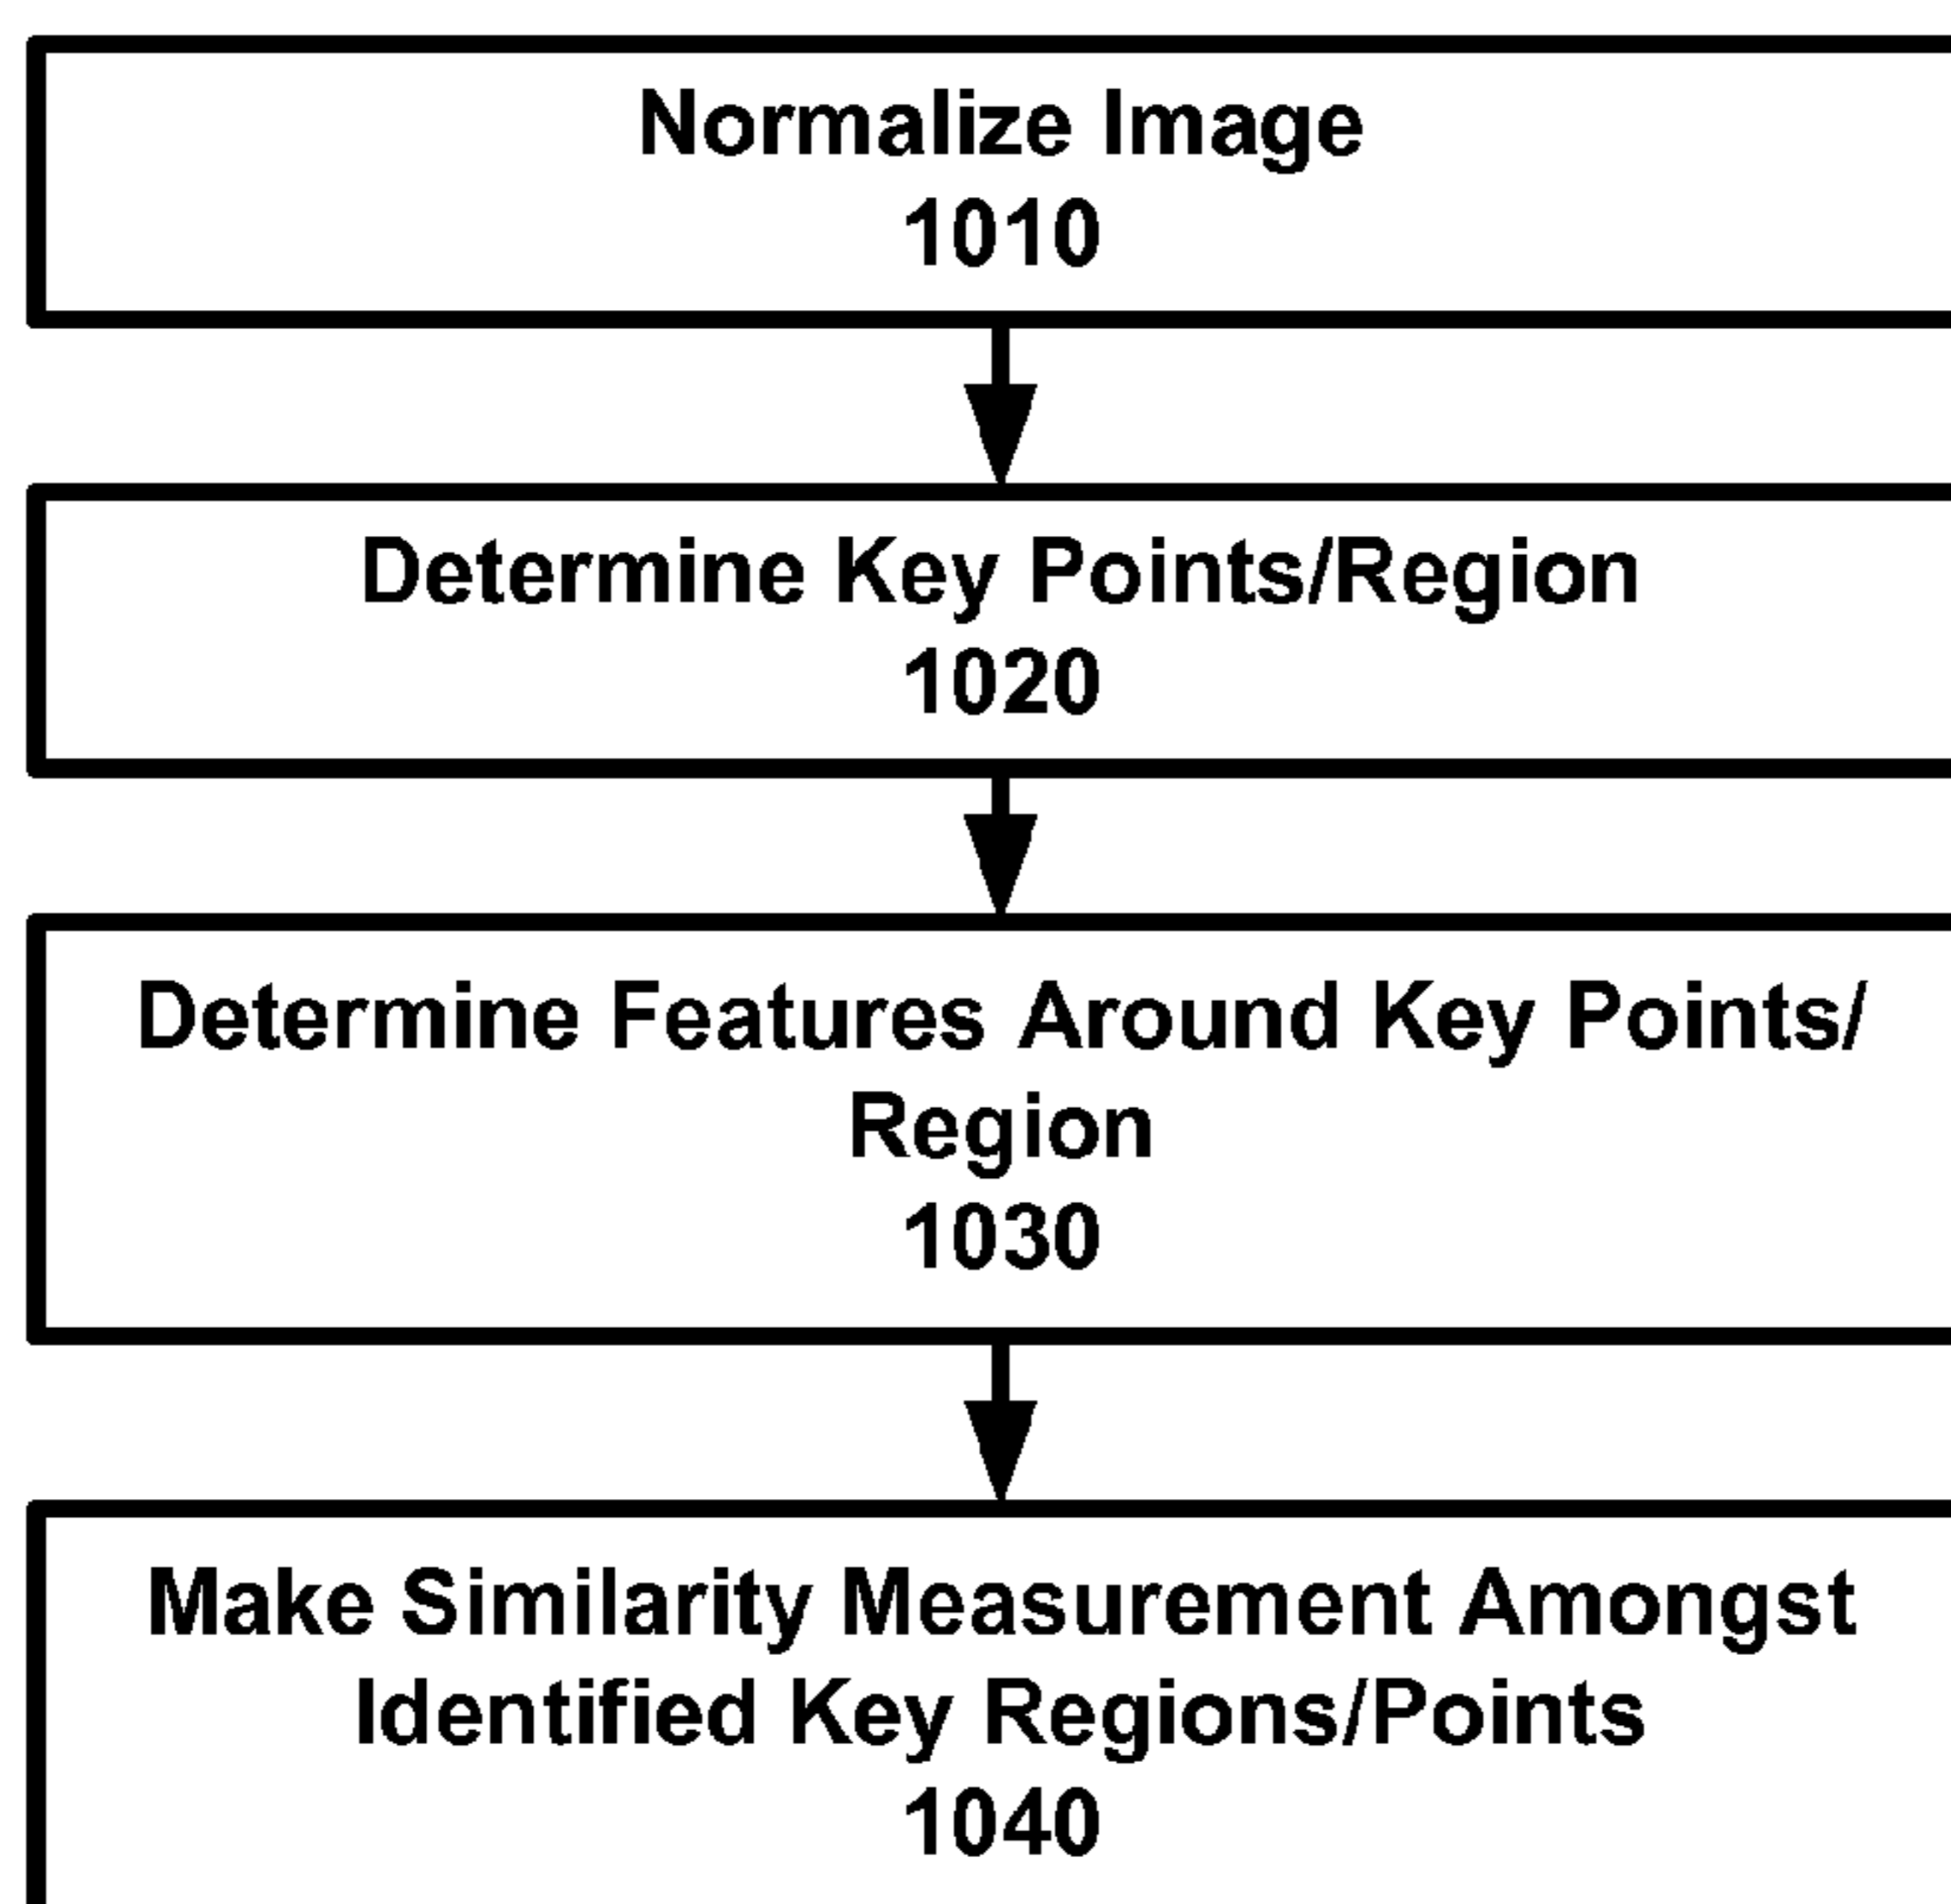 Normalize Image
1010
Determine Key Points/Region
1020
Determine Features Around Key Points/
Region
1030
Make Similarity Measurement Amongst
Identified Key Regions/Points
1040